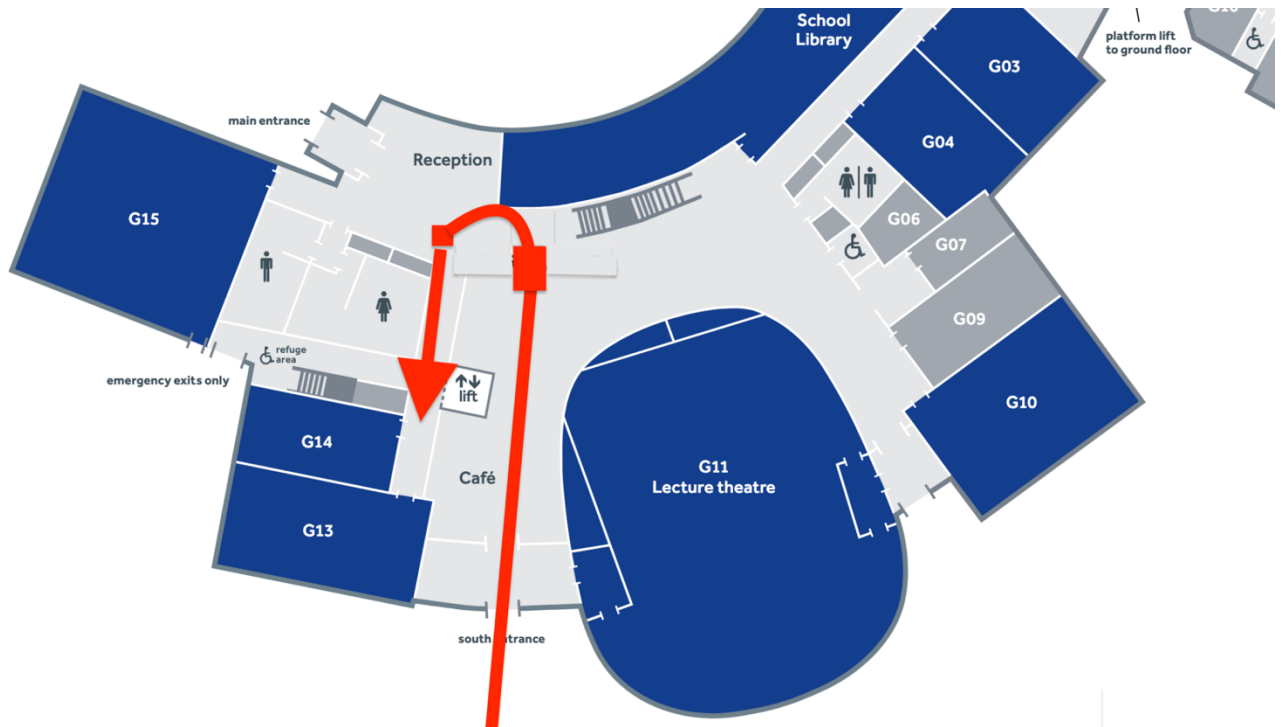 School
Library
G03
platform lift
to ground floor
main entrance
Reception
G04
G15
G06
G07
G09
refuge
area
emergency exits only
lift
G10
G14
G11
Lecture theatre
Café
G13
south entrance